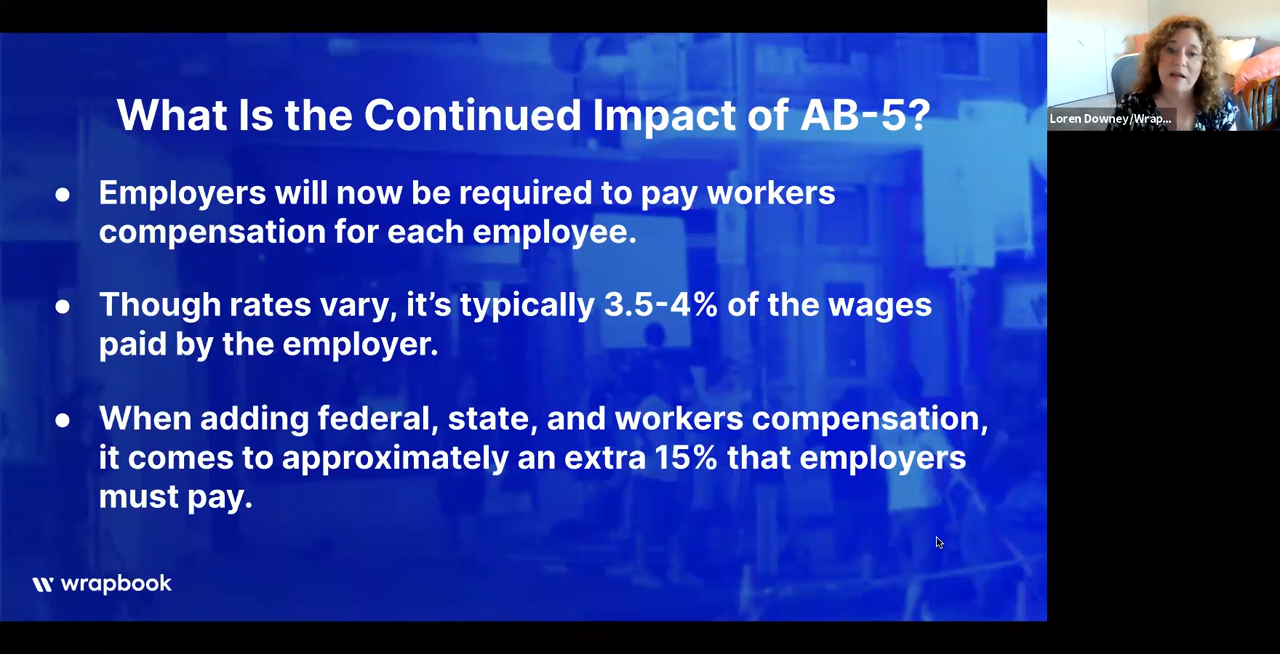 What Is the Continued Impact of AB-5?
● Employers will now be required to pay workers
compensation for each employee.
● Though rates vary, it’s typically 3.5-4% of the wages
paid by the employer.
● When adding federal, state, and workers compensation,
it comes to approximately an extra 15% that employers
must pay.
wrapbook
Loren Downey/Wrap...